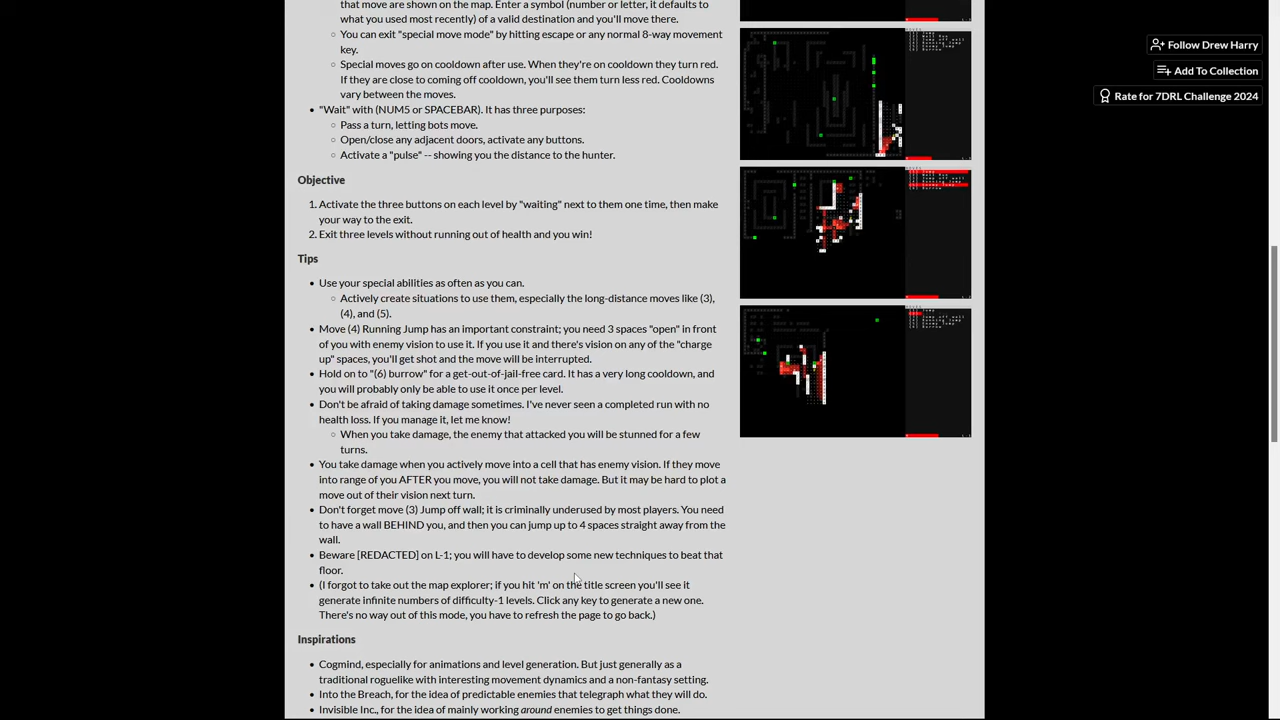 that move are shown on the map. Enter a symbol (number or letter, it defaults to
what you used most recently) of a valid destination and you'll move there.
You can exit "special move mode" by hitting escape or any normal 8-way movement
key.
Special moves go on cooldown after use. When they're on cooldown they turn red.
If they are close to coming off cooldown, you'll see them turn less red. Cooldowns
vary between the moves.
"Wait" with (NUM5 or SPACEBAR). It has three purposes:
Pass a turn, letting bots move.
Open/close any adjacent doors, activate any buttons.
Activate a "pulse" -- showing you the distance to the hunter.
Objective
1. Activate the three buttons on each level by "waiting" next to them one time, then make
your way to the exit.
2. Exit three levels without running out of health and you win!
Tips
Use your special abilities as often as you can.
Actively create situations to use them, especially the long-distance moves like (3),
(4), and (5).
Move (4) Running Jump has an important constraint; you need 3 spaces "open" in front
of you with enemy vision to use it. If you use it and there's vision on any of the "charge
up" spaces, you'll get shot and the move will be interrupted.
Hold on to "(6) burrow" for a get-out-of-jail-free card. It has a very long cooldown, and
you will probably only be able to use it once per level.
Don't be afraid of taking damage sometimes. I've never seen a completed run with no
health loss. If you manage it, let me know!
When you take damage, the enemy that attacked you will be stunned for a few
turns.
You take damage when you actively move into a cell that has enemy vision. If they move
into range of you AFTER you move, you will not take damage. But it may be hard to plot a
move out of their vision next turn.
Don't forget move (3) Jump off wall; it is criminally underused by most players. You need
to have a wall BEHIND you, and then you can jump up to 4 spaces straight away from the
wall.
Beware [REDACTED] on L-1; you will have to develop some new techniques to beat that
floor.
(I forgot to take out the map explorer; if you hit 'm' on the title screen you'll see it
generate infinite numbers of difficulty-1 levels. Click any key to generate a new one.
There's no way out of this mode, you have to refresh the page to go back.)
Inspirations
Cogmind, especially for animations and level generation. But just generally as a
traditional roguelike with interesting movement dynamics and a non-fantasy setting.
Into the Breach, for the idea of predictable enemies that telegraph what they will do.
Invisible Inc., for the idea of mainly working around enemies to get things done.
Follow Drew Harry
Add To Collection
Rate for 7DRL Challenge 2024